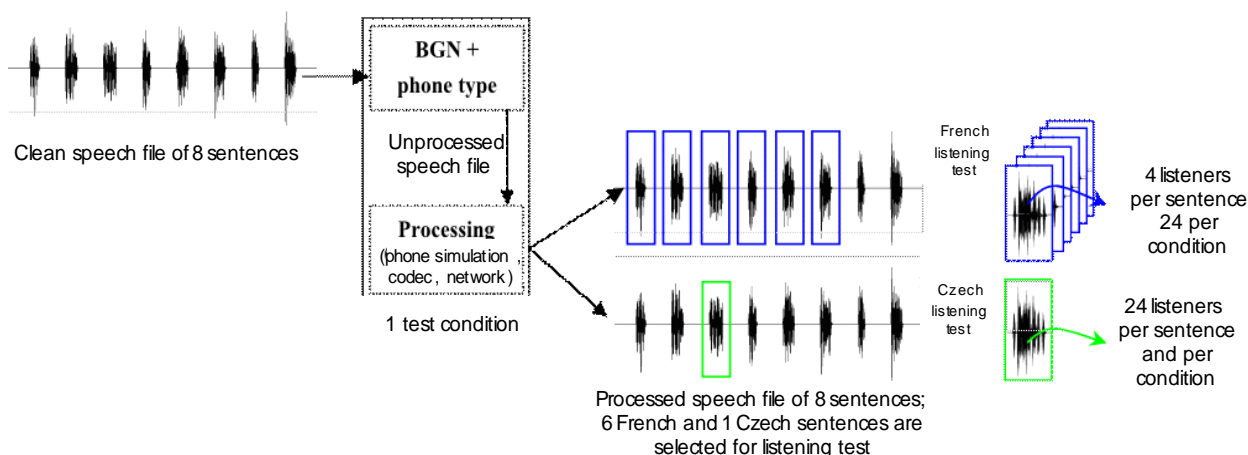 BGN +
phone type
Clean speech file of 8 sentences
Unprocessed
speech file
Processing
(phone simulation ,
codec , network )
1 test condition
French
listening
test
4 listeners
per sentence
24 per
condition
Czech
listening
test
24 listeners
per sentence
and per
condition
Processed speech file of 8 sentences;
6 French and 1 Czech sentences are
selected for listening test